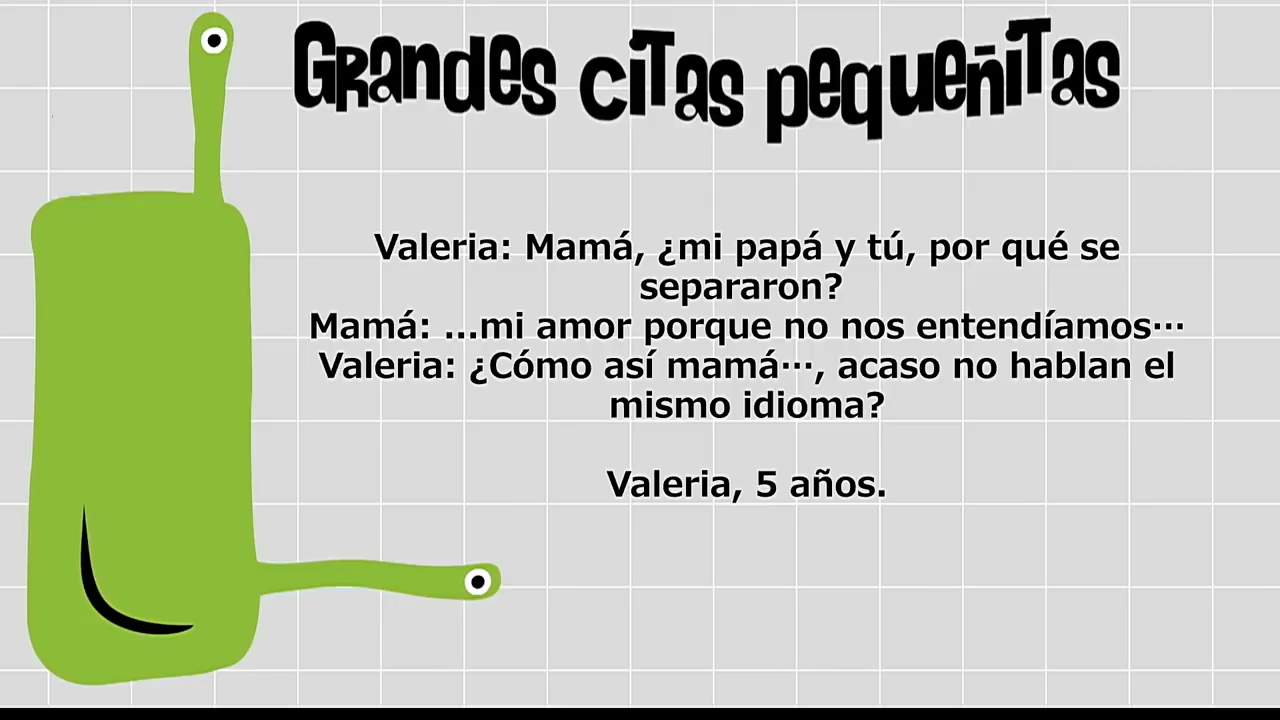 Grandes citas pequeñitas
Valeria: Mamá, ¿mi papá y tú, por qué se
separaron?
Mamá: ...mi amor porque no nos entendíamos···
Valeria: ¿Cómo así mamá···, acaso no hablan el
mismo idioma?
Valeria, 5 años.